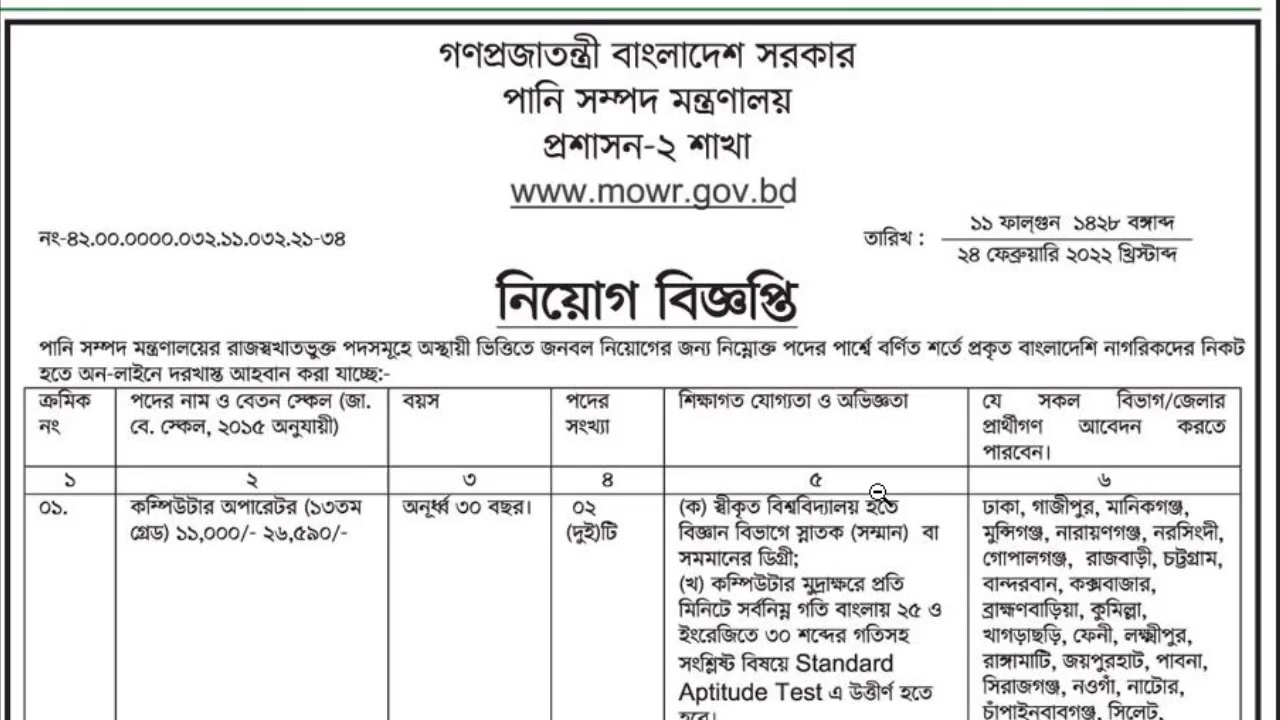 গণপ্রজাতন্ত্রী বাংলাদেশ সরকার
পানি সম্পদ মন্ত্রণালয়
প্রশাসন-২ শাখা
www.mowr.gov.bd
নং-৪২.০০.০০০০.০৩২.১১.০৩২.২১-৩৪
তারিখ :
১১ ফাল্গুন ১৪২৮ বঙ্গাব্দ
২৪ ফেব্রুয়ারি ২০২২ খ্রিস্টাব্দ
নিয়োগ বিজ্ঞপ্তি
পানি সম্পদ মন্ত্রণালয়ের রাজস্বখাতভুক্ত পদসমূহে অস্থায়ী ভিত্তিতে জনবল নিয়োগের জন্য নিম্নোক্ত পদের পার্শ্বে বর্ণিত শর্তে প্রকৃত বাংলাদেশি নাগরিকদের নিকট
হতে অন-লাইনে দরখাস্ত আহবান করা যাচ্ছে:-
ক্রমিক
নং
পদের নাম ও বেতন স্কেল (জা.
বে. স্কেল, ২০১৫ অনুযায়ী)
বয়স
পদের
সংখ্যা
শিক্ষাগত যোগ্যতা ও অভিজ্ঞতা
যে সকল বিভাগ/জেলার
প্রার্থীগণ আবেদন করতে
পারবেন।
১
২
৩
৪
৫
৬
০১.
কম্পিউটার অপারেটর (১৩তম
গ্রেড) ১১,০০০/- ২৬,৫৯০/-
অনূর্ধ্ব ৩০ বছর।
০২
(দুই)টি
(ক) স্বীকৃত বিশ্ববিদ্যালয় হতে
বিজ্ঞান বিভাগে স্নাতক (সম্মান) বা
সমমানের ডিগ্রী;
(খ) কম্পিউটার মুদ্রাক্ষরে প্রতি
মিনিটে সর্বনিম্ন গতি বাংলায় ২৫ ও
ইংরেজিতে ৩০ শব্দের গতিসহ
সংশ্লিষ্ট বিষয়ে Standard
Aptitude Test এ উত্তীর্ণ হতে
হবে।
ঢাকা, গাজীপুর, মানিকগঞ্জ,
মুন্সিগঞ্জ, নারায়ণগঞ্জ, নরসিংদী,
গোপালগঞ্জ, রাজবাড়ী, চট্টগ্রাম,
বান্দরবান, কক্সবাজার,
ব্রাহ্মণবাড়িয়া, কুমিল্লা,
খাগড়াছড়ি, ফেনী, লক্ষ্মীপুর,
রাঙ্গামাটি, জয়পুরহাট, পাবনা,
সিরাজগঞ্জ, নওগাঁ, নাটোর,
চাঁপাইনবাবগঞ্জ, সিলেট,